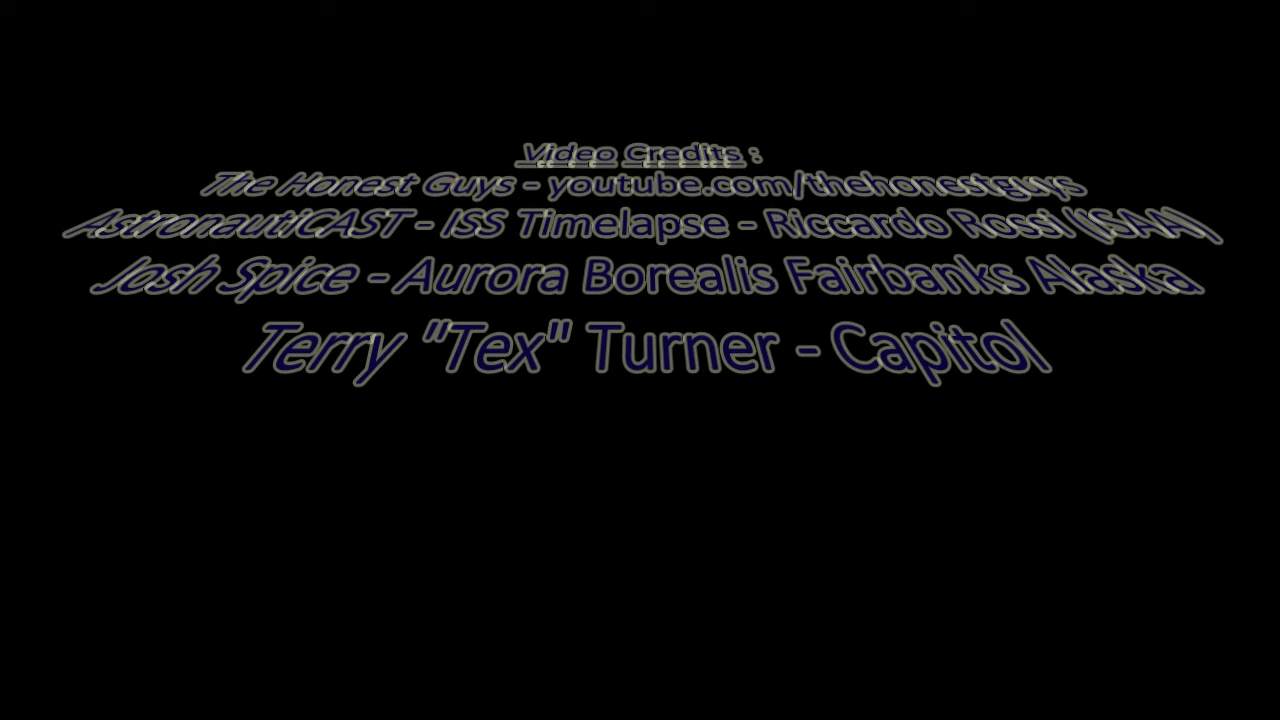 Video Credits :
The Honest Guys - youtube.com/thehonestguys
AstronautiCAST - ISS Timelapse - Riccardo Rossi (ISAA)
Josh Spice - Aurora Borealis Fairbanks Alaska
Terry "Tex" Turner - Capitol